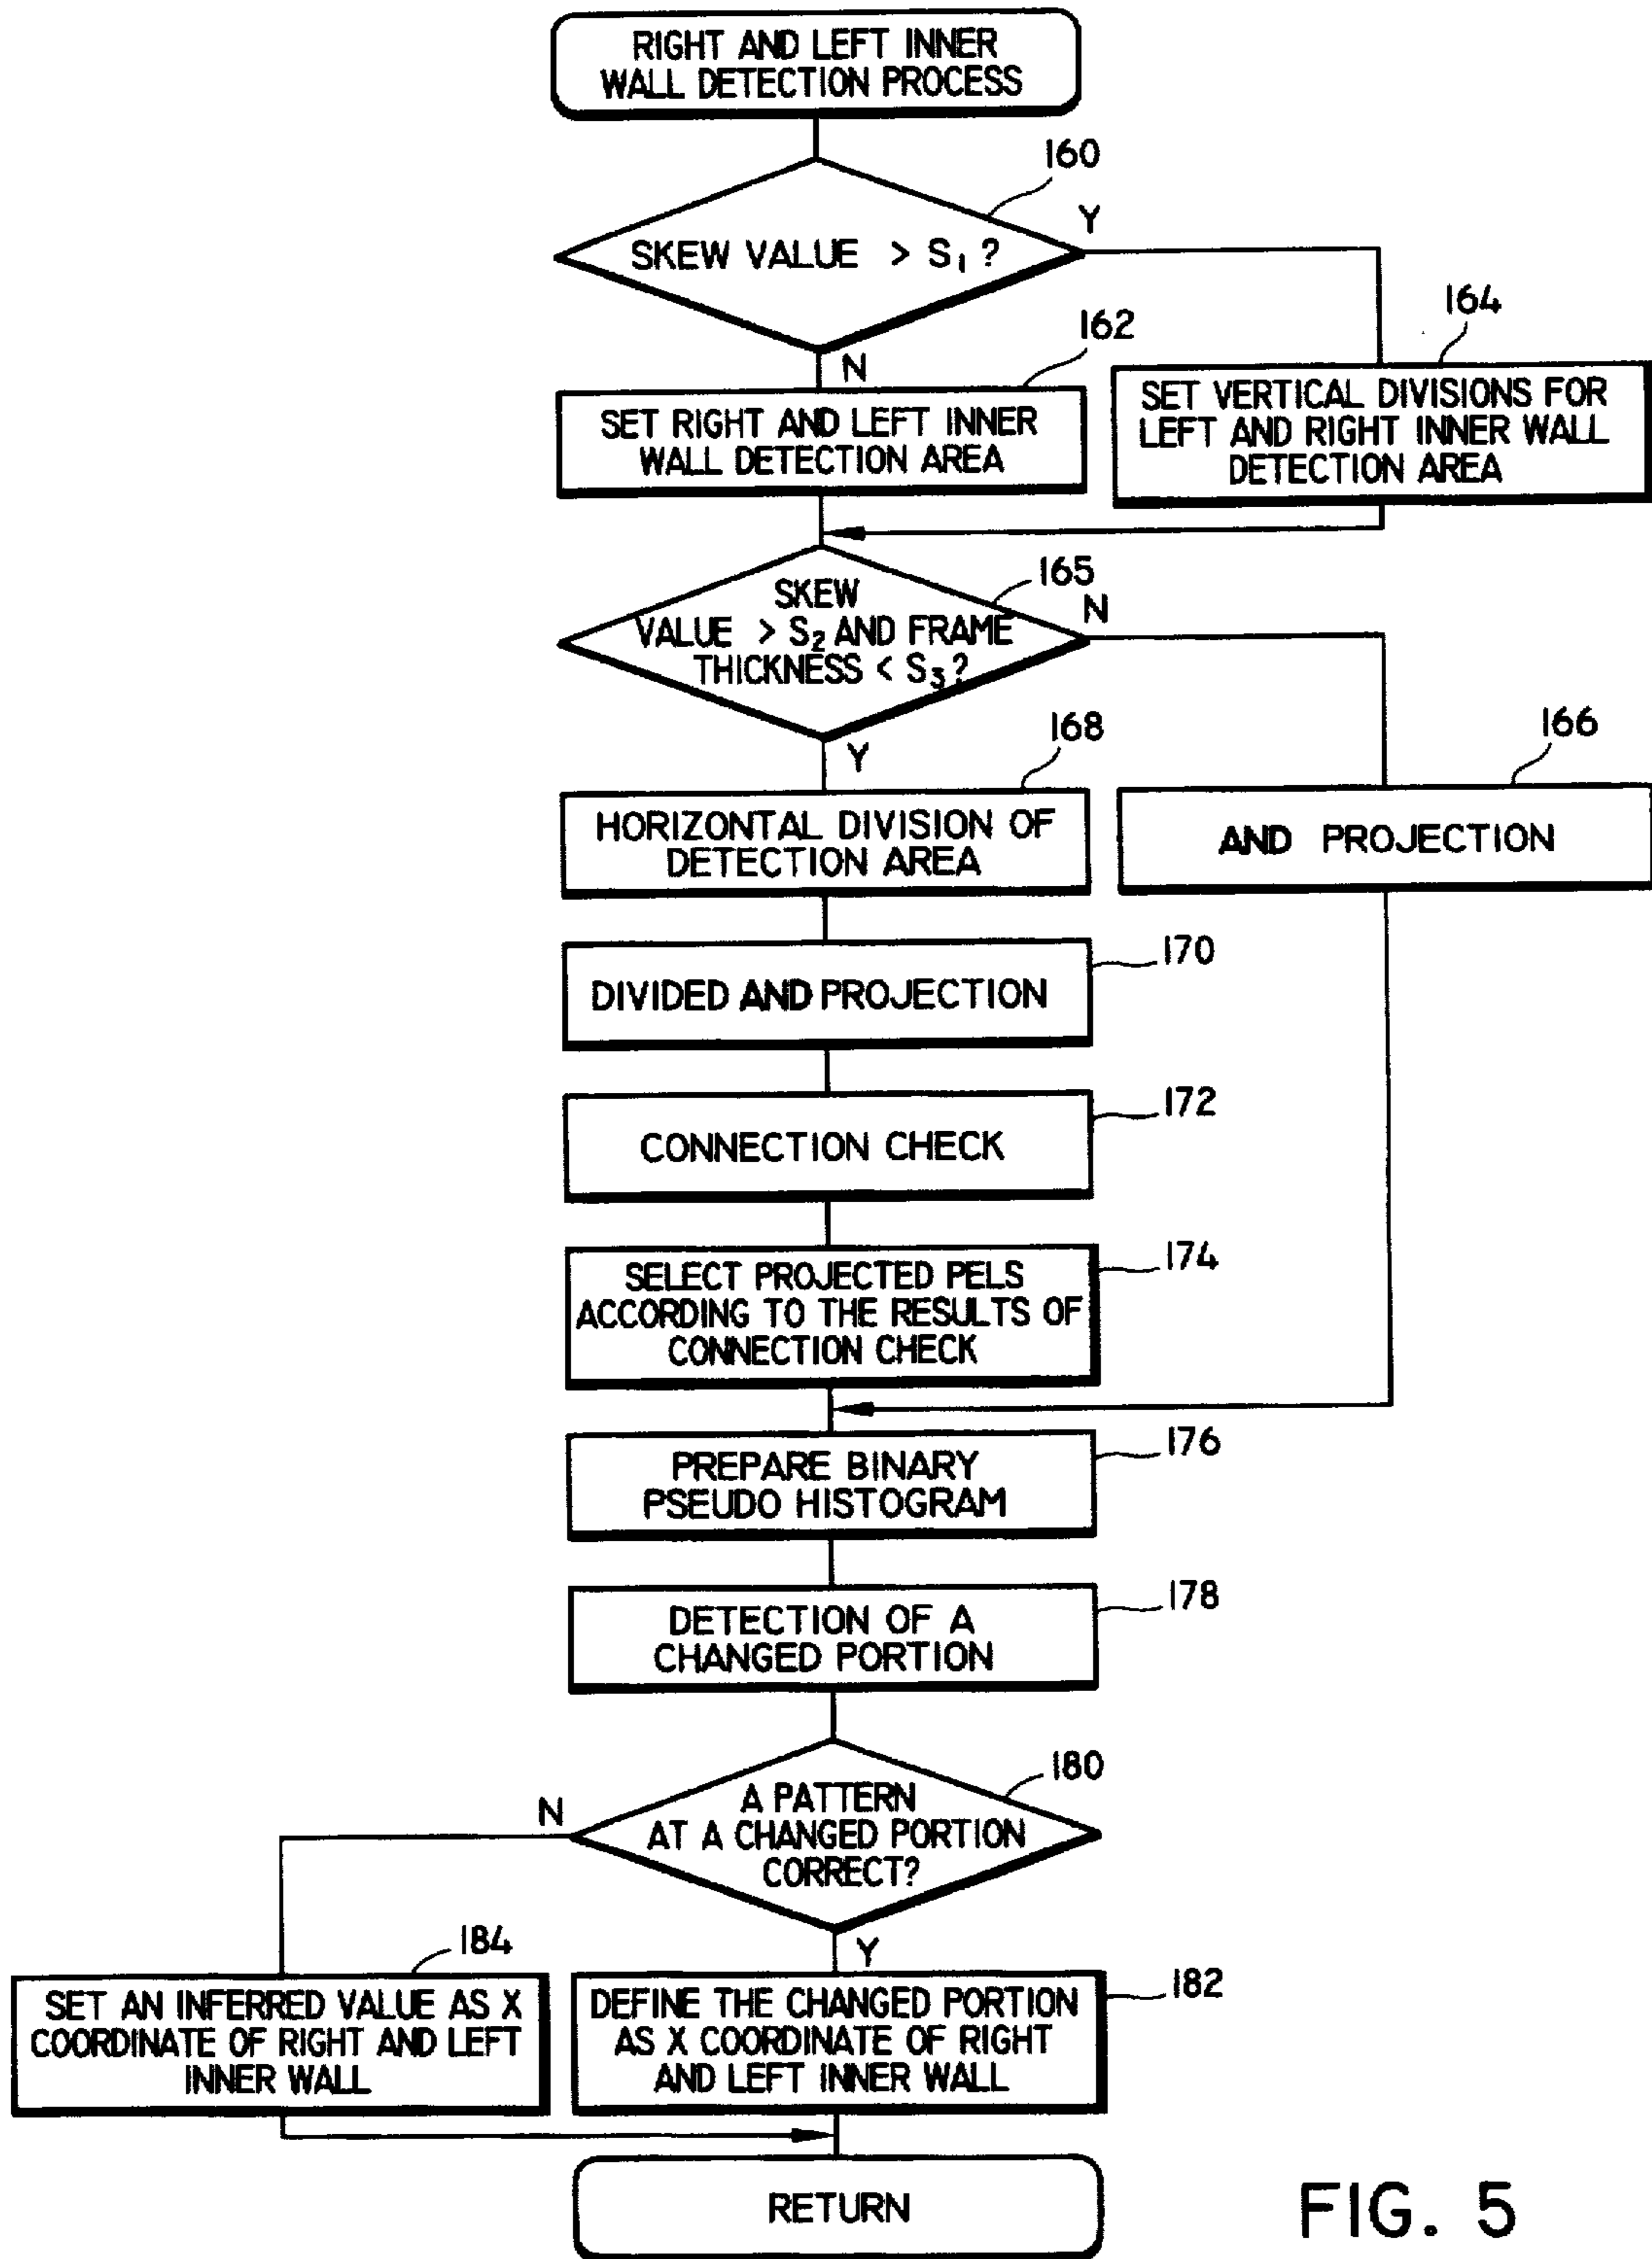 RIGHT AND LEFT INNER
WALL DETECTION PROCESS
160
SKEW VALUE > S1 ?
Y
N
162
SET RIGHT AND LEFT INNER
WALL DETECTION AREA
164
SET VERTICAL DIVISIONS FOR
LEFT AND RIGHT INNER WALL
DETECTION AREA
165
SKEW
VALUE > S2 AND FRAME
THICKNESS < S3?
N
Y
168
HORIZONTAL DIVISION OF
DETECTION AREA
166
AND PROJECTION
170
DIVIDED AND PROJECTION
172
CONNECTION CHECK
174
SELECT PROJECTED PELS
ACCORDING TO THE RESULTS OF
CONNECTION CHECK
176
PREPARE BINARY
PSEUDO HISTOGRAM
178
DETECTION OF A
CHANGED PORTION
180
A PATTERN
AT A CHANGED PORTION
CORRECT?
N
Y
184
SET AN INFERRED VALUE AS X
COORDINATE OF RIGHT AND LEFT
INNER WALL
182
DEFINE THE CHANGED PORTION
AS X COORDINATE OF RIGHT
AND LEFT INNER WALL
RETURN
FIG. 5